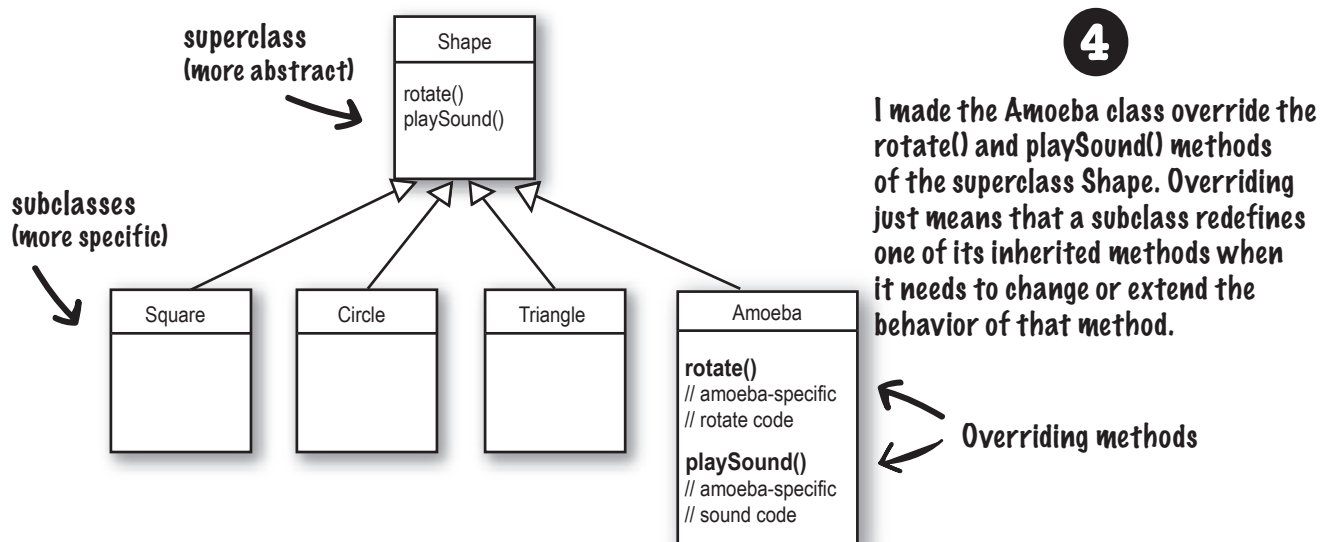 superclass
(more abstract)
Shape
rotate()
playSound()
4
I made the Amoeba class override the
rotate() and playSound() methods
of the superclass Shape. Overriding
just means that a subclass redefines
one of its inherited methods when
it needs to change or extend the
behavior of that method.
subclasses
(more specific)
Square
Circle
Triangle
Amoeba
rotate()
// amoeba-specific
// rotate code
playSound()
// amoeba-specific
// sound code
Overriding methods